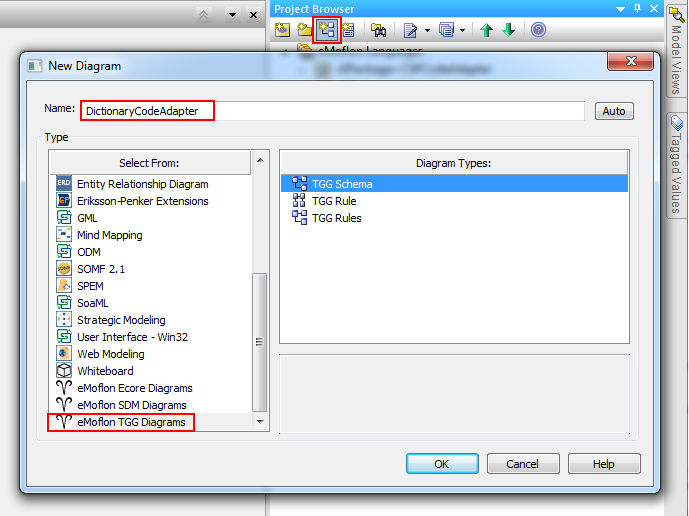 Project Browser
eMoflon Languages
New Diagram
Name: DictionaryCodeAdapter Auto
Type
Select From:
Entity Relationship Diagram
Eriksson-Penker Extensions
GML
Mind Mapping
ODM
SOMF 2.1
SPEM
SoaML
Strategic Modeling
User Interface - Win32
Web Modeling
Whiteboard
eMoflon Ecore Diagrams
eMoflon SDM Diagrams
eMoflon TGG Diagrams
Diagram Types:
TGG Schema
TGG Rule
TGG Rules
OK Cancel Help
Model Views
Tagged Values